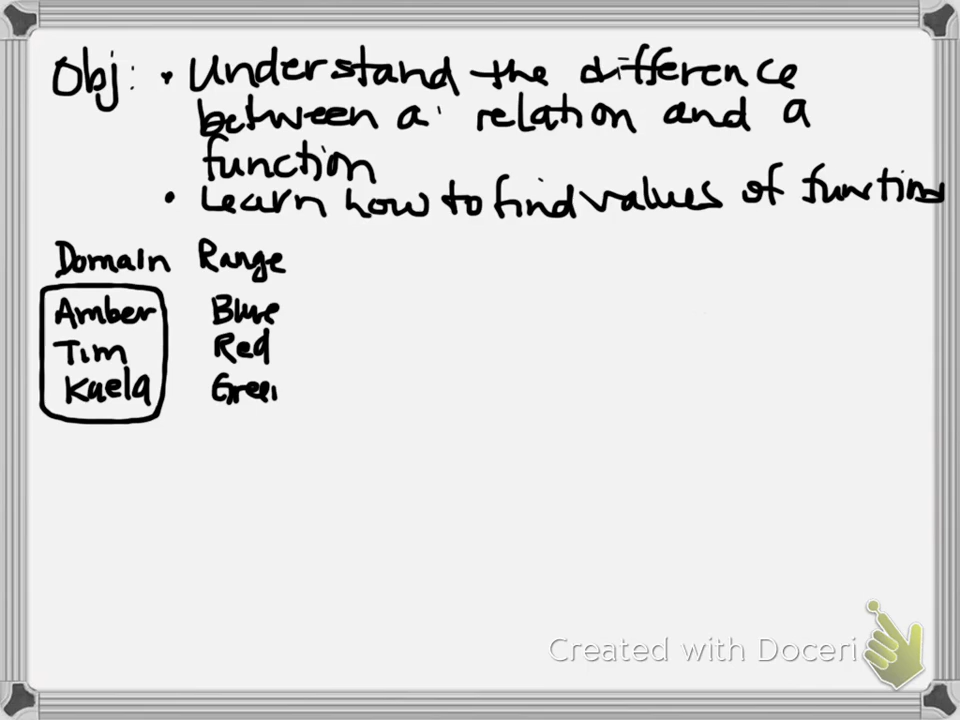 Obj: • Understand the difference
between a relation and a
function
• Learn how to find values of functions
Domain Range
Amber Blue
Tim Red
Kaela Green
Created with Doceri